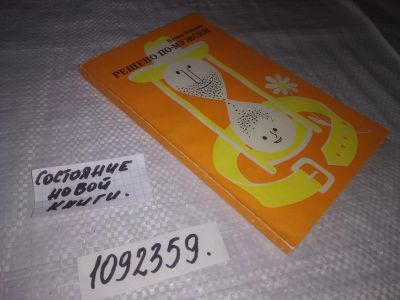 РЕШЕНО ПО-МУЖСКИ
СОСТОЯНИЕ
НОВОЙ
КНИГИ.
1092359.